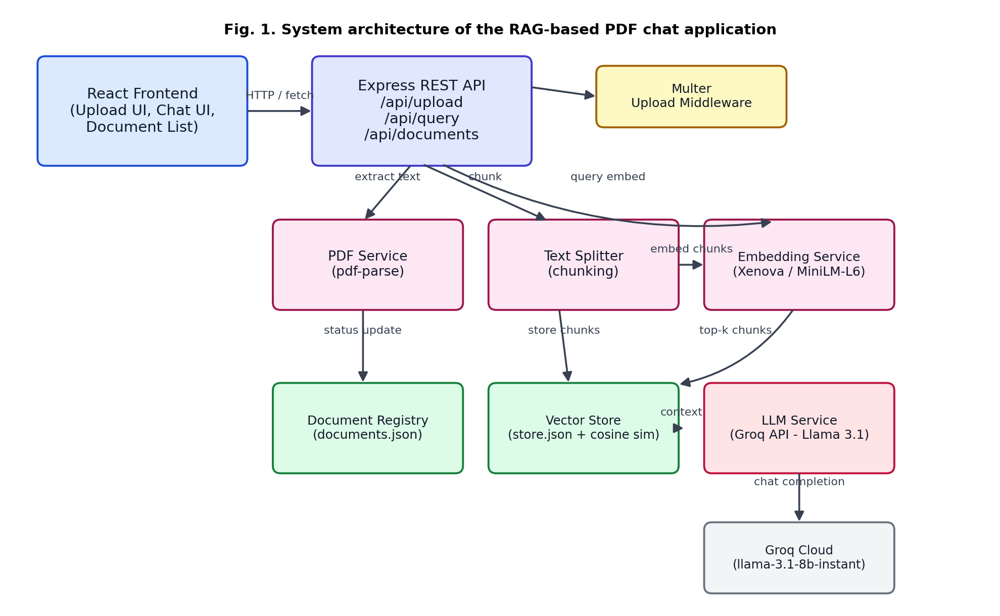 Fig. 1. System architecture of the RAG-based PDF chat application
React Frontend
(Upload UI, Chat UI,
Document List)
HTTP / fetch
Express REST API
/api/upload
/api/query
/api/documents
Multer
Upload Middleware
extract text
chunk
query embed
PDF Service
(pdf-parse)
Text Splitter
(chunking)
embed chunks
Embedding Service
(Xenova / MiniLM-L6)
status update
store chunks
top-k chunks
Document Registry
(documents.json)
Vector Store
(store.json + cosine sim)
context
LLM Service
(Groq API - Llama 3.1)
chat completion
Groq Cloud
(llama-3.1-8b-instant)